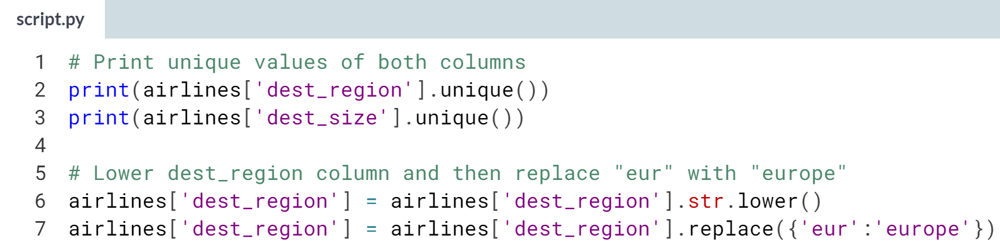 script.py
1 # Print unique values of both columns
2 print(airlines['dest_region'].unique())
3 print(airlines['dest_size'].unique())
4
5 # Lower dest_region column and then replace "eur" with "europe"
6 airlines['dest_region'] = airlines['dest_region'].str.lower()
7 airlines['dest_region'] = airlines['dest_region'].replace({'eur':'europe'})